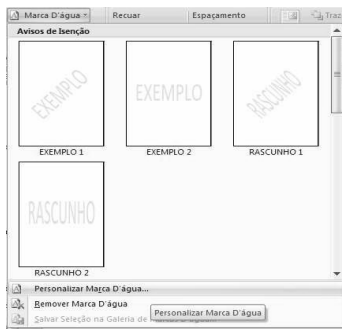 Marca D'água Recuar Espaçamento Traz
Avisos de Isenção
EXEMPLO EXEMPLO RASCUNHO
EXEMPLO 1 EXEMPLO 2 RASCUNHO 1
RASCUNHO
RASCUNHO 2
Personalizar Marca D'água...
Remover Marca D'água
Personalizar Marca D'água
Salvar Seleção na Galeria de